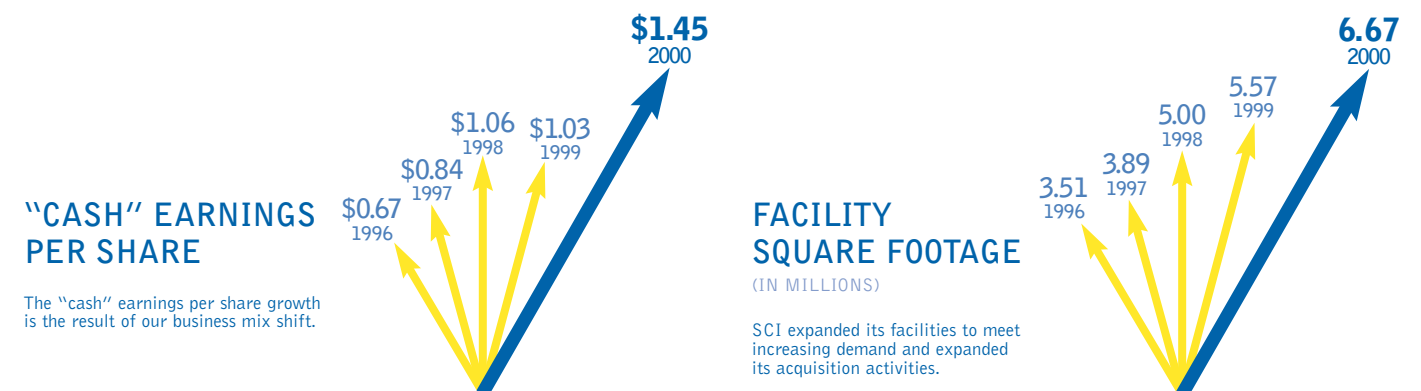 $1.45
2000
$1.06
1998
$1.03
1999
$0.84
1997
$0.67
1996
“CASH” EARNINGS
PER SHARE
The “cash” earnings per share growth
is the result of our business mix shift.
6.67
2000
5.57
1999
5.00
1998
3.89
1997
3.51
1996
FACILITY
SQUARE FOOTAGE
(IN MILLIONS)
SCI expanded its facilities to meet
increasing demand and expanded
its acquisition activities.